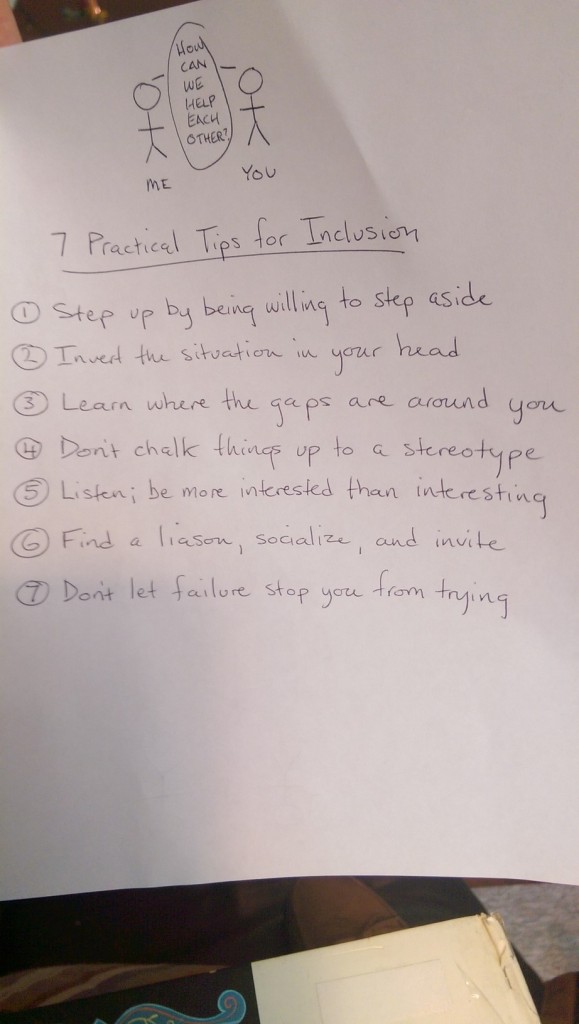 HOW
CAN
WE
HELP
EACH
OTHER?
ME
YOU
7 Practical Tips for Inclusion
1 Step up by being willing to step aside
2 Invert the situation in your head
3 Learn where the gaps are around you
4 Don't chalk things up to a stereotype
5 Listen; be more interested than interesting
6 Find a liason, socialize, and invite
7 Don't let failure stop you from trying